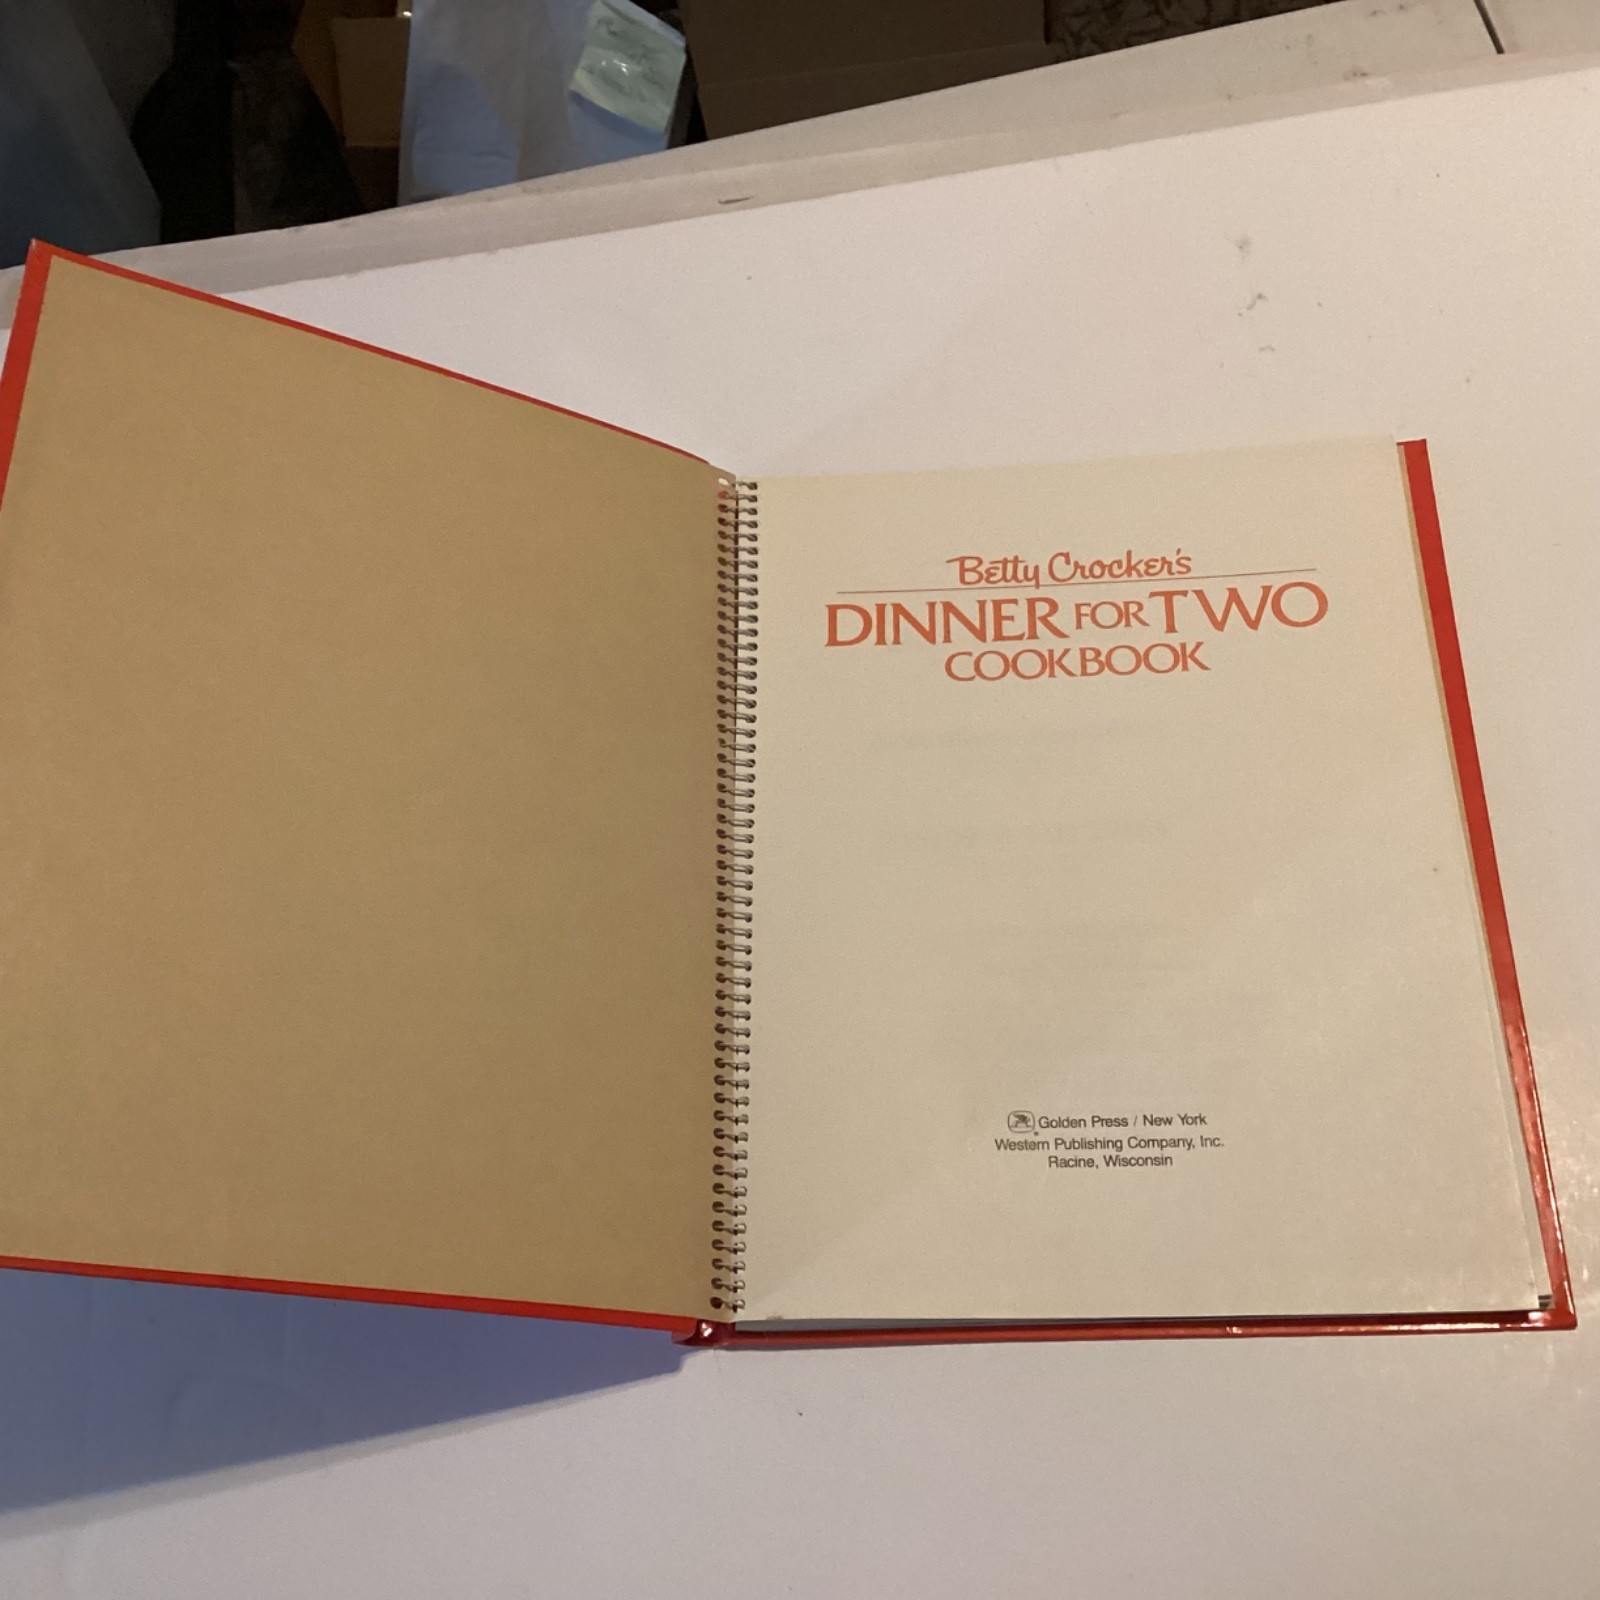 Betty Crocker's
DINNER FOR TWO
COOKBOOK
Golden Press / New York
Western Publishing Company, Inc.
Racine, Wisconsin